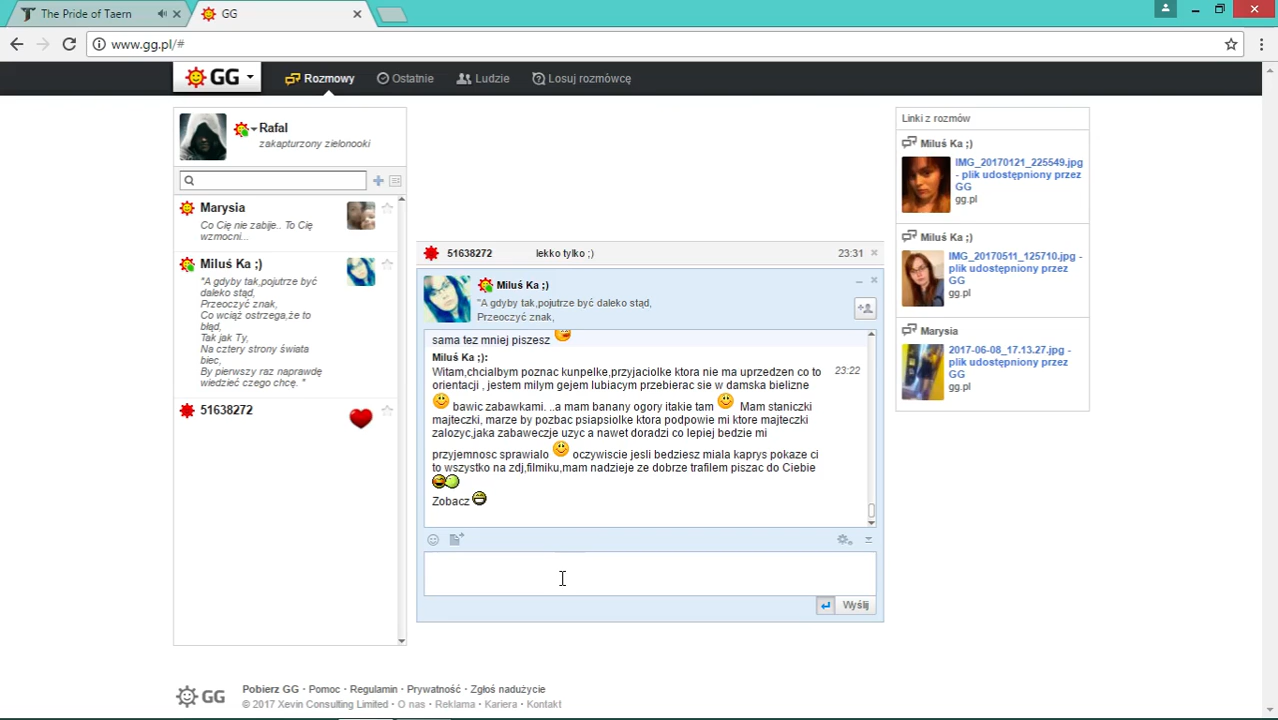 The Pride of Taern
GG
www.gg.pl/#
GG
Rozmowy
Ostatnie
Ludzie
Losuj rozmówcę
Rafal
zakapturzony zielonooki
Marysia
Co Cię nie zabije.. To Cię
wzmocni...
Miluś Ka ;)
"A gdyby tak,pojutrze być
daleko stąd,
Przeoczyć znak,
Co wciąż ostrzega,że to
błąd,
Tak jak Ty,
Na cztery strony świata
biec,
By pierwszy raz naprawdę
wiedzieć czego chcę. "
51638272
51638272 lekko tylko ;) 23:31
Miluś Ka ;)
"A gdyby tak,pojutrze być daleko stąd,
Przeoczyć znak,
sama tez mniej piszesz
Miluś Ka ;):
Witam,chcialbym poznac kunpelke,przyjaciolke ktora nie ma uprzedzen co to 23:22
orientacji , jestem milym gejem lubiacym przebierac sie w damska bielizne
bawic zabawkami. ..a mam banany ogory itakie tam Mam staniczki
majteczki, marze by pozbac psiapsiolke ktora podpowie mi ktore majteczki
zalozyc,jaka zabaweczje uzyc a nawet doradzi co lepiej bedzie mi
przyjemnosc sprawialo oczywiscie jesli bedziesz miala kaprys pokaze ci
to wszystko na zdj,filmiku,mam nadzieje ze dobrze trafilem piszac do Ciebie
Zobacz
Wyślij
Linki z rozmów
Miluś Ka ;)
IMG_20170121_225549.jpg
- plik udostępniony przez
GG
gg.pl
Miluś Ka ;)
IMG_20170511_125710.jpg -
plik udostępniony przez
GG
gg.pl
Marysia
2017-06-08_17.13.27.jpg -
plik udostępniony przez
GG
gg.pl
GG
Pobierz GG · Pomoc · Regulamin · Prywatność · Zgłoś nadużycie
© 2017 Xevin Consulting Limited · O nas · Reklama · Kariera · Kontakt